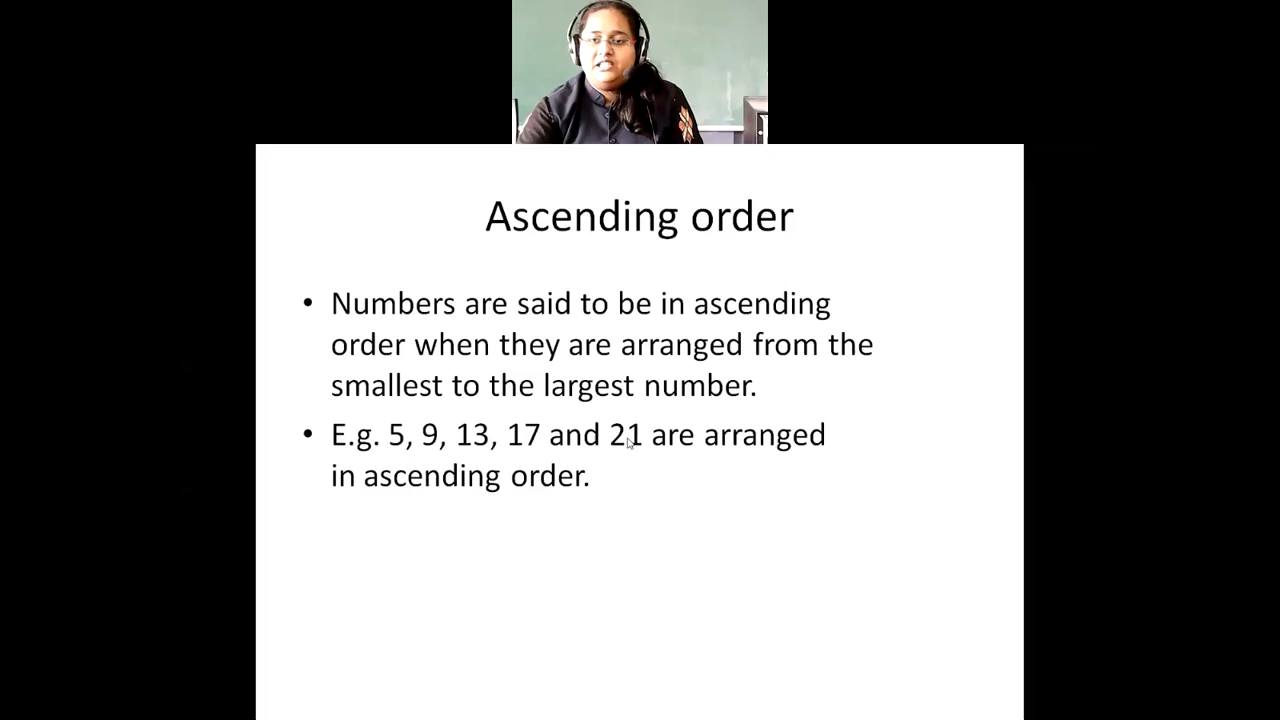 Ascending order
• Numbers are said to be in ascending
order when they are arranged from the
smallest to the largest number.
• E.g. 5, 9, 13, 17 and 21 are arranged
in ascending order.